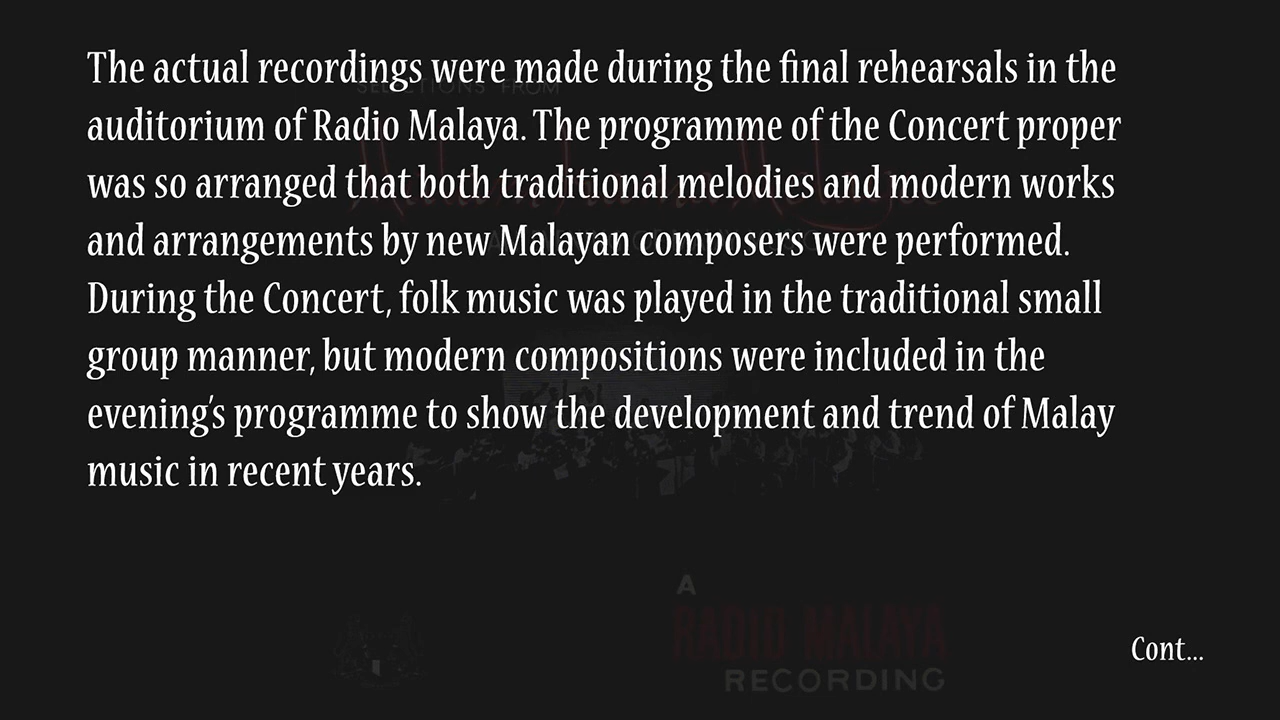 The actual recordings were made during the final rehearsals in the
auditorium of Radio Malaya. The programme of the Concert proper
was so arranged that both traditional melodies and modern works
and arrangements by new Malayan composers were performed.
During the Concert, folk music was played in the traditional small
group manner, but modern compositions were included in the
evening's programme to show the development and trend of Malay
music in recent years.
SELECTIONS FROM
A
RADIO MALAYA
RECORDING
Cont...